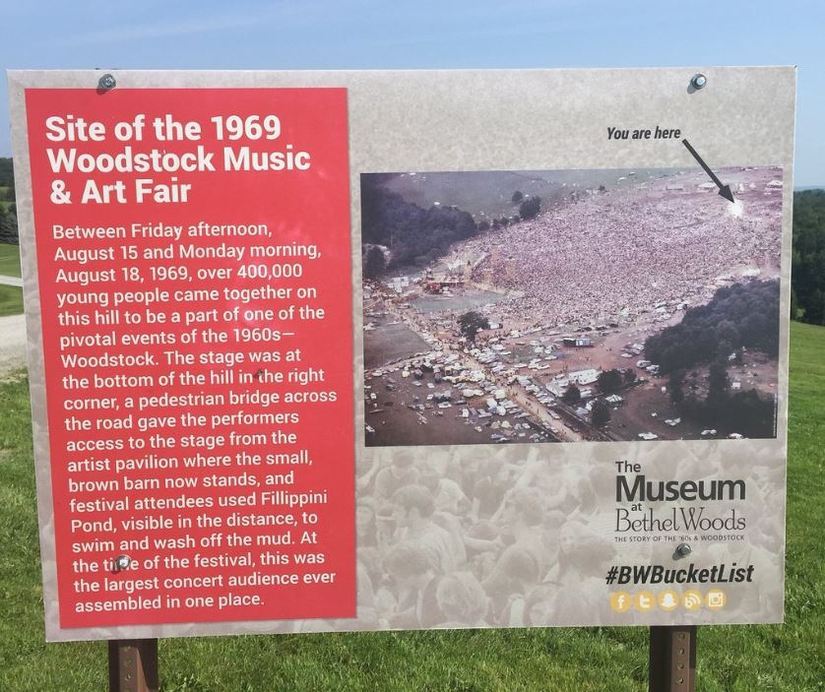 Site of the 1969
Woodstock Music
& Art Fair
Between Friday afternoon,
August 15 and Monday morning,
August 18, 1969, over 400,000
young people came together on
this hill to be a part of one of the
pivotal events of the 1960s—
Woodstock. The stage was at
the bottom of the hill in the right
corner, a pedestrian bridge across
the road gave the performers
access to the stage from the
artist pavilion where the small,
brown barn now stands, and
festival attendees used Fillippini
Pond, visible in the distance, to
swim and wash off the mud. At
the time of the festival, this was
the largest concert audience ever
assembled in one place.
You are here
The
Museum
at
Bethel Woods
THE STORY OF THE '60s & WOODSTOCK
#BWBucketList